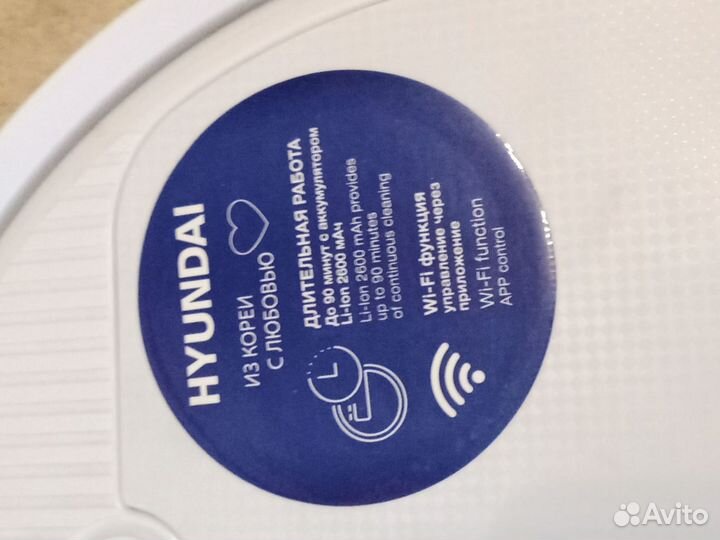 HYUNDAI
ИЗ КОРЕИ
С ЛЮБОВЬЮ
ДЛИТЕЛЬНАЯ РАБОТА
До 90 минут с аккумулятором
Li-Ion 2600 мАч
Li-Ion 2600 mAh provides
up to 90 minutes
of continuous cleaning
Wi-Fi функция
управление через
приложение
Wi-Fi function
APP control
Avito